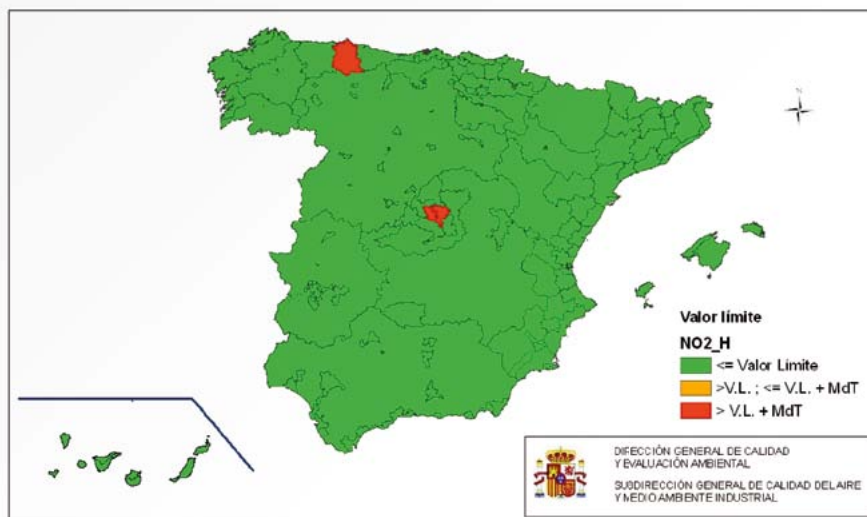 N
Valor límite
NO2_H
<= Valor Límite
>V.L. ; <= V.L. + MdT
> V.L. + MdT
DIRECCIÓN GENERAL DE CALIDAD
Y EVALUACIÓN AMBIENTAL
SUBDIRECCIÓN GENERAL DE CALIDAD DEL AIRE
Y MEDIO AMBIENTE INDUSTRIAL